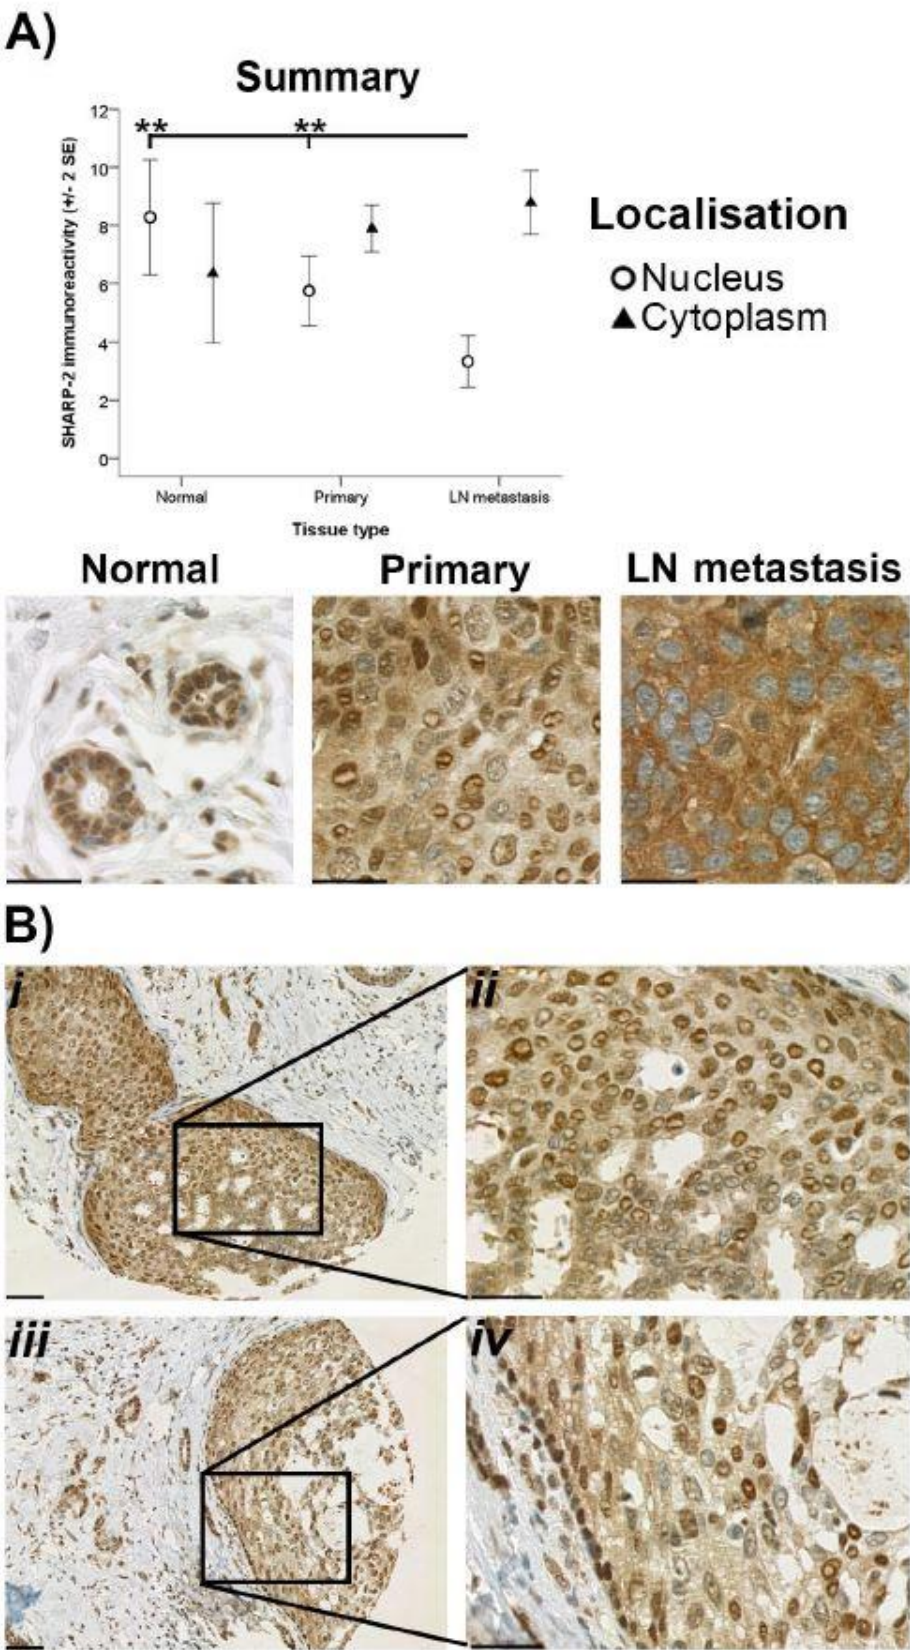 A)
Summary
12
10
8
6
4
2
0
** **
SHARP-2 immunoreactivity (+/- 2 SE)
Normal Primary LN metastasis
Tissue type
Localisation
Nucleus
Cytoplasm
Normal Primary LN metastasis
B)
i
ii
iii
iv